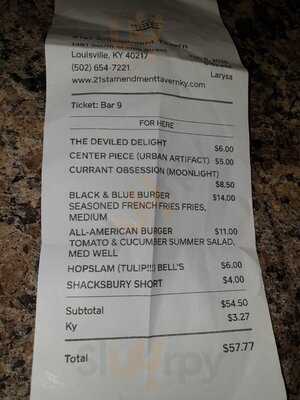 Louisville, KY 40217
(502) 654-7221
Larysa
www.21stamendmenttavernky.com
Ticket: Bar 9
FOR HERE
THE DEVILED DELIGHT $6.00
CENTER PIECE (URBAN ARTIFACT) $5.00
CURRANT OBSESSION (MOONLIGHT)
$8.50
BLACK & BLUE BURGER $14.00
SEASONED FRENCH FRIES FRIES,
MEDIUM
ALL-AMERICAN BURGER $11.00
TOMATO & CUCUMBER SUMMER SALAD,
MED WELL
HOPSLAM (TULIP!!!) BELL'S $6.00
SHACKSBURY SHORT $4.00
Subtotal $54.50
Ky $3.27
Total $57.77